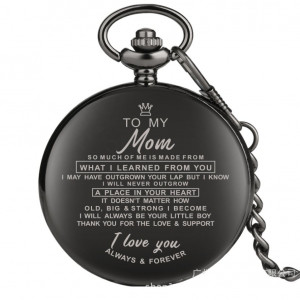 TO MY
Mom
SO MUCH OF ME IS MADE FROM
WHAT I LEARNED FROM YOU
I MAY HAVE OUTGROWN YOUR LAP BUT I KNOW
I WILL NEVER OUTGROW
A PLACE IN YOUR HEART
IT DOESN'T MATTER HOW
OLD, BIG & STRONG I BECOME
I WILL ALWAYS BE YOUR LITTLE BOY
THANK YOU FOR THE LOVE & SUPPORT
I love you
ALWAYS & FOREVER